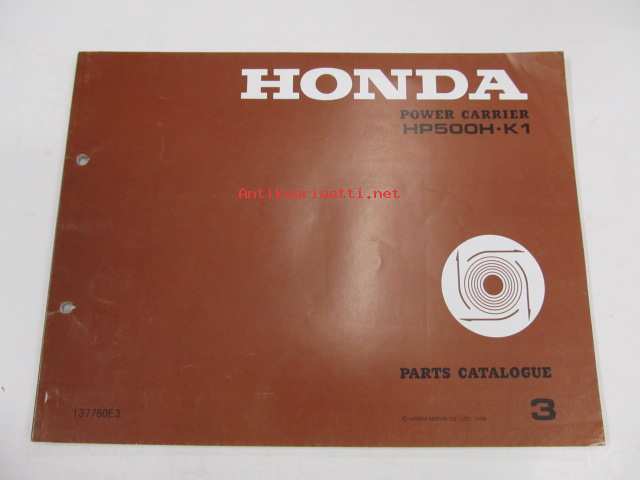 HONDA
POWER CARRIER
HP500H·K1
Antikvariaatti.net
PARTS CATALOGUE
137760E3
3